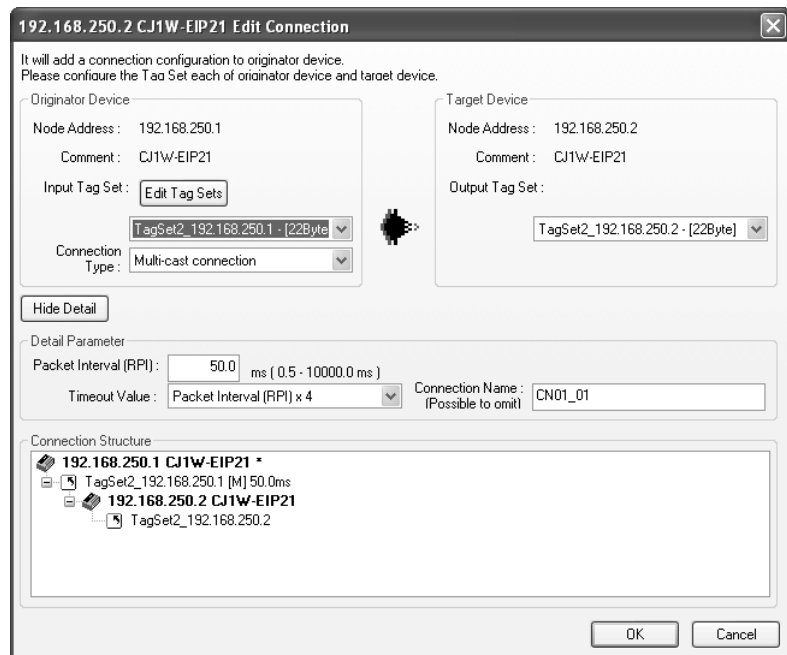 192.168.250.2 CJ1W-EIP21 Edit Connection
It will add a connection configuration to originator device.
Please configure the Tag Set each of originator device and target device.
Originator Device
Node Address : 192.168.250.1
Comment : CJ1W-EIP21
Input Tag Set : Edit Tag Sets
TagSet2_192.168.250.1 - [22Byte
Connection Type : Multi-cast connection
Target Device
Node Address : 192.168.250.2
Comment : CJ1W-EIP21
Output Tag Set :
TagSet2_192.168.250.2 - [22Byte]
Hide Detail
Detail Parameter
Packet Interval (RPI) : 50.0 ms ( 0.5 - 10000.0 ms )
Timeout Value : Packet Interval (RPI) x 4
Connection Name : (Possible to omit) CN01_01
Connection Structure
192.168.250.1 CJ1W-EIP21 *
TagSet2_192.168.250.1 [M] 50.0ms
192.168.250.2 CJ1W-EIP21
TagSet2_192.168.250.2
OK Cancel